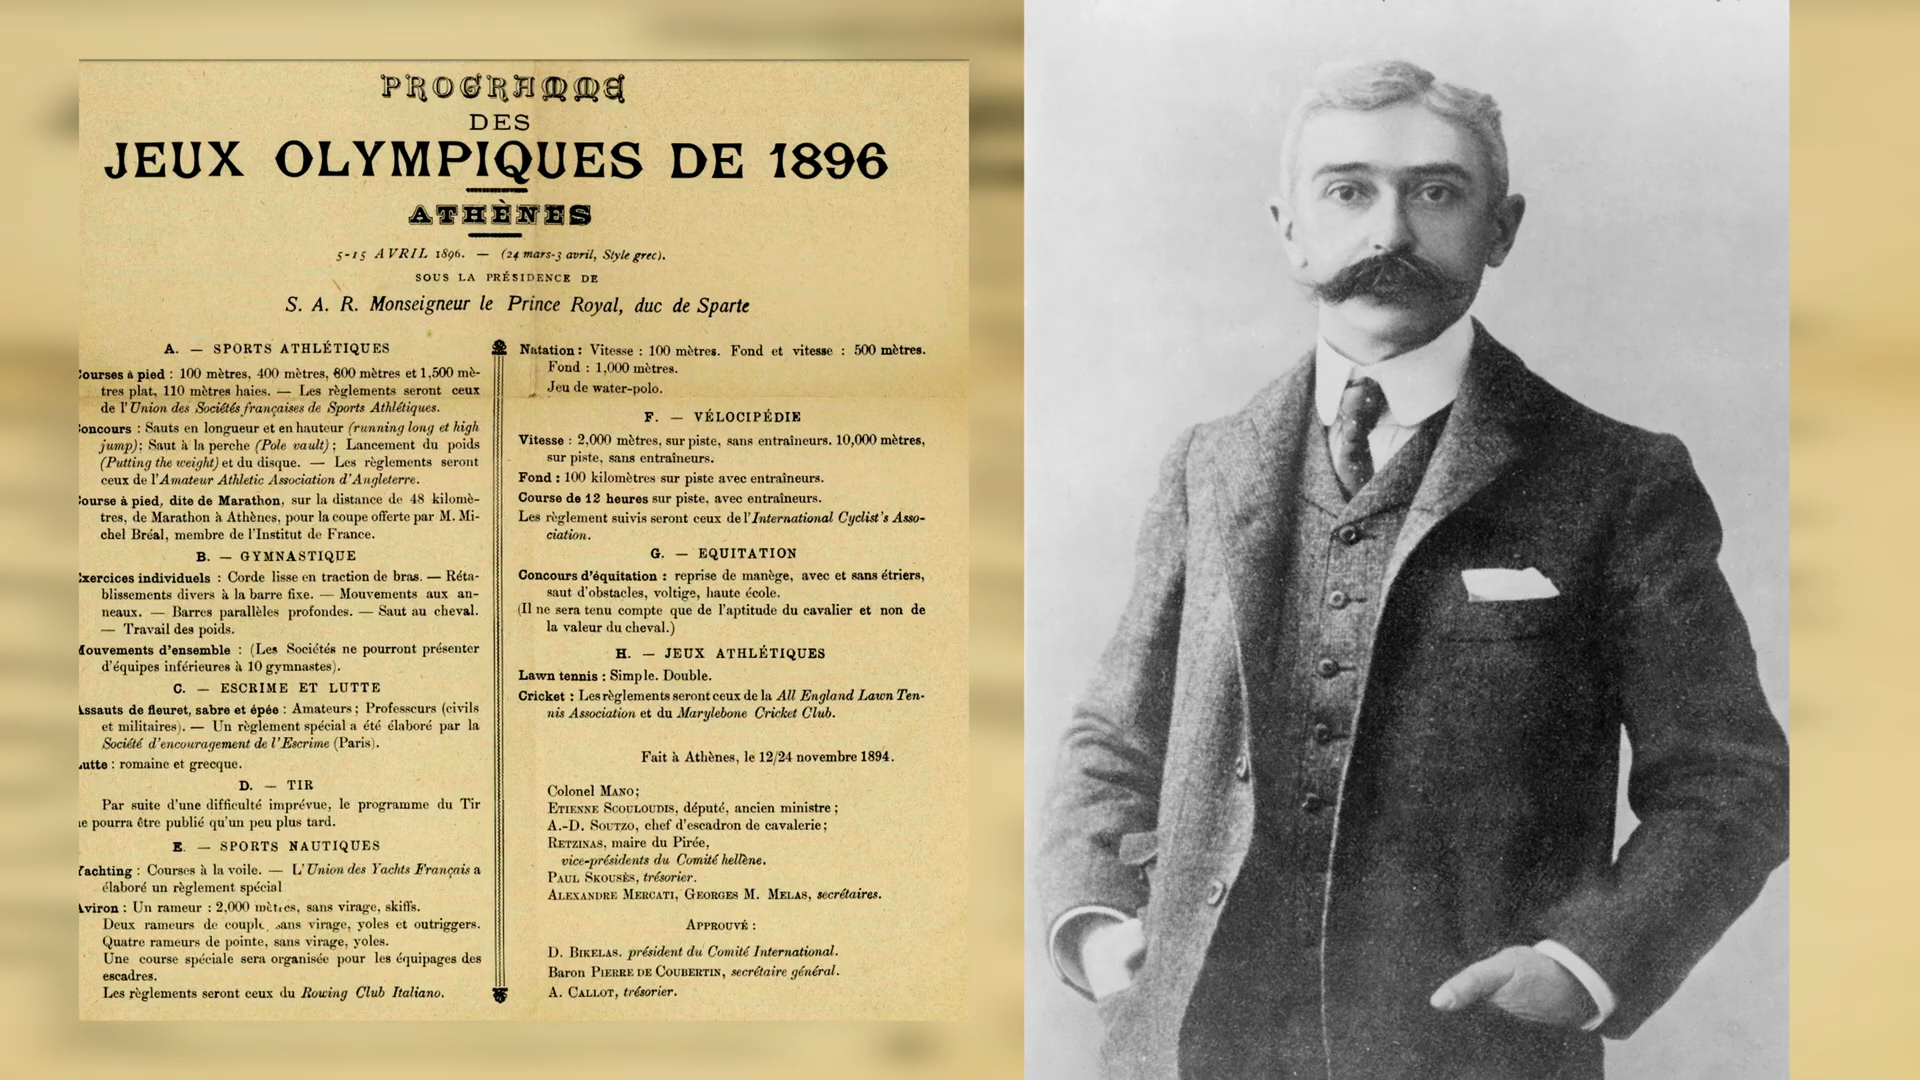 PROGRAMME
DES
JEUX OLYMPIQUES DE 1896
ATHÈNES
5-15 AVRIL 1896. — (24 mars-3 avril, Style grec).
SOUS LA PRÉSIDENCE DE
S. A. R. Monseigneur le Prince Royal, duc de Sparte
A. — SPORTS ATHLÉTIQUES
Courses à pied : 100 mètres, 400 mètres, 800 mètres et 1,500 mè-
tres plat, 110 mètres haies. — Les règlements seront ceux
de l'Union des Sociétés françaises de Sports Athlétiques.
Concours : Sauts en longueur et en hauteur (running long et high
jump); Saut à la perche (Pole vault) ; Lancement du poids
(Putting the weight) et du disque. — Les règlements seront
ceux de l'Amateur Athletic Association d'Angleterre.
Course à pied, dite de Marathon, sur la distance de 48 kilomè-
tres, de Marathon à Athènes, pour la coupe offerte par M. Mi-
chel Bréal, membre de l'Institut de France.
B. — GYMNASTIQUE
Exercices individuels : Corde lisse en traction de bras. — Réta-
blissements divers à la barre fixe. — Mouvements aux an-
neaux. — Barres parallèles profondes. — Saut au cheval.
— Travail des poids.
Mouvements d'ensemble : (Les Sociétés ne pourront présenter
d'équipes inférieures à 10 gymnastes).
C. — ESCRIME ET LUTTE
Assauts de fleuret, sabre et épée : Amateurs ; Professeurs (civils
et militaires). — Un règlement spécial a été élaboré par la
Société d'encouragement de l'Escrime (Paris).
Lutte : romaine et grecque.
D. — TIR
Par suite d'une difficulté imprévue, le programme du Tir
ne pourra être publié qu'un peu plus tard.
E. — SPORTS NAUTIQUES
Yachting : Courses à la voile. — L'Union des Yachts Français a
élaboré un règlement spécial
Aviron : Un rameur : 2,000 mètres, sans virage, skiffs.
Deux rameurs de couple, sans virage, yoles et outriggers.
Quatre rameurs de pointe, sans virage, yoles.
Une course spéciale sera organisée pour les équipages des
escadres.
Les règlements seront ceux du Rowing Club Italiano.
Natation : Vitesse : 100 mètres. Fond et vitesse : 500 mètres.
Fond : 1,000 mètres.
Jeu de water-polo.
F. — VÉLOCIPÉDIE
Vitesse : 2,000 mètres, sur piste, sans entraîneurs. 10,000 mètres,
sur piste, sans entraîneurs.
Fond : 100 kilomètres sur piste avec entraîneurs.
Course de 12 heures sur piste, avec entraîneurs.
Les règlement suivis seront ceux de l'International Cyclist's Asso-
ciation.
G. — EQUITATION
Concours d'équitation : reprise de manège, avec et sans étriers,
saut d'obstacles, voltige, haute école.
(Il ne sera tenu compte que de l'aptitude du cavalier et non de
la valeur du cheval.)
H. — JEUX ATHLÉTIQUES
Lawn tennis : Simple. Double.
Cricket : Les règlements seront ceux de la All England Lawn Ten-
nis Association et du Marylebone Cricket Club.
Fait à Athènes, le 12/24 novembre 1894.
Colonel MANO ;
ETIENNE SCOULOUDIS, député, ancien ministre ;
A.-D. SOUTZO, chef d'escadron de cavalerie ;
RETZINAS, maire du Pirée,
vice-présidents du Comité hellène.
PAUL SKOUSÈS, trésorier.
ALEXANDRE MERCATI, GEORGES M. MELAS, secrétaires.
APPROUVÉ :
D. BIKELAS. président du Comité International.
Baron PIERRE DE COUBERTIN, secrétaire général.
A. CALLOT, trésorier.